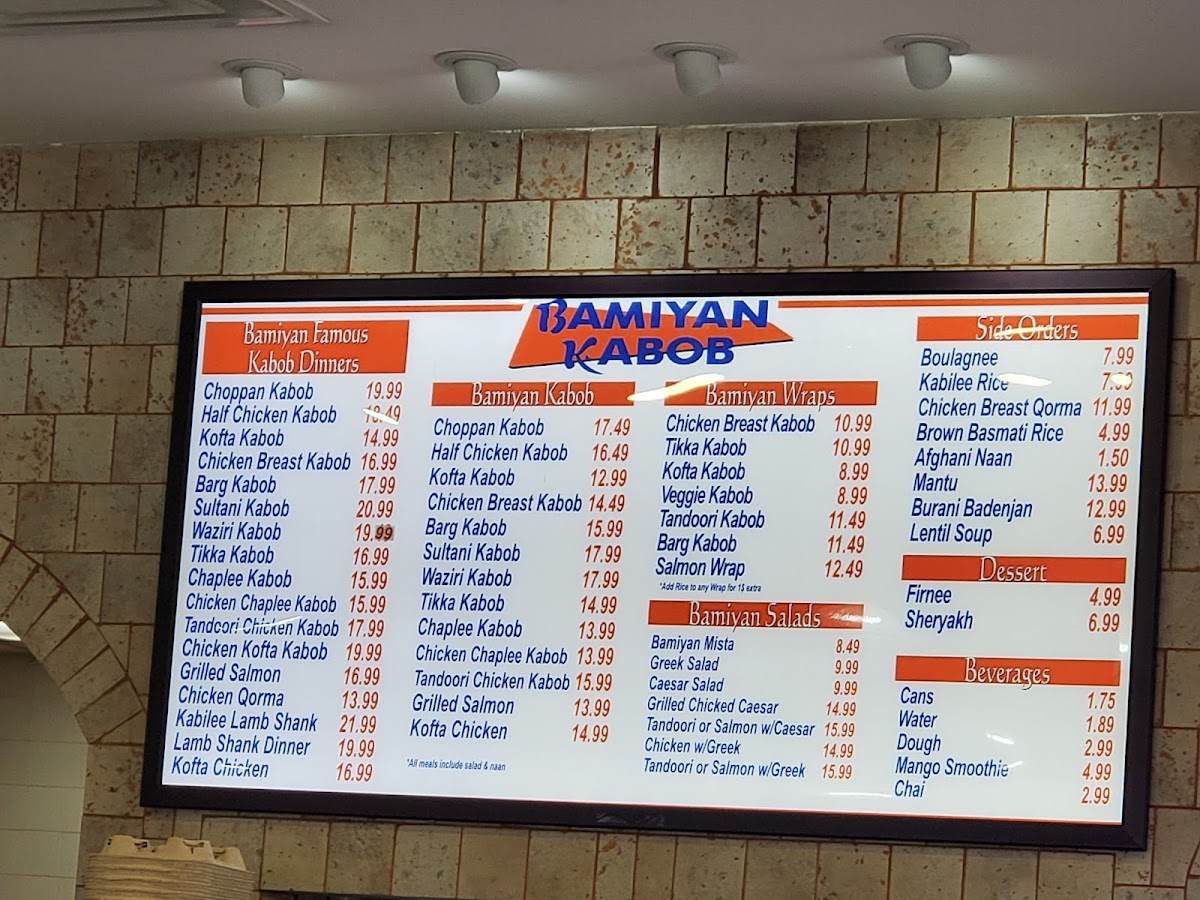 BAMIYAN
KABOB
Bamiyan Famous
Kabob Dinners
Choppan Kabob 19.99
Half Chicken Kabob 18.49
Kofta Kabob 14.99
Chicken Breast Kabob 16.99
Barg Kabob 17.99
Sultani Kabob 20.99
Waziri Kabob 19.99
Tikka Kabob 16.99
Chaplee Kabob 15.99
Chicken Chaplee Kabob 15.99
Tandoori Chicken Kabob 17.99
Chicken Kofta Kabob 19.99
Grilled Salmon 16.99
Chicken Qorma 13.99
Kabilee Lamb Shank 21.99
Lamb Shank Dinner 19.99
Kofta Chicken 16.99
Bamiyan Kabob
Choppan Kabob 17.49
Half Chicken Kabob 16.49
Kofta Kabob 12.99
Chicken Breast Kabob 14.49
Barg Kabob 15.99
Sultani Kabob 17.99
Waziri Kabob 17.99
Tikka Kabob 14.99
Chaplee Kabob 13.99
Chicken Chaplee Kabob 13.99
Tandoori Chicken Kabob 15.99
Grilled Salmon 13.99
Kofta Chicken 14.99
*All meals include salad & naan
Bamiyan Wraps
Chicken Breast Kabob 10.99
Tikka Kabob 10.99
Kofta Kabob 8.99
Veggie Kabob 8.99
Tandoori Kabob 11.49
Barg Kabob 11.49
Salmon Wrap 12.49
*Add Rice to any Wrap for 1$ extra
Bamiyan Salads
Bamiyan Mista 8.49
Greek Salad 9.99
Caesar Salad 9.99
Grilled Chicked Caesar 14.99
Tandoori or Salmon w/Caesar 15.99
Chicken w/Greek 14.99
Tandoori or Salmon w/Greek 15.99
Side Orders
Boulagnee 7.99
Kabilee Rice
Chicken Breast Qorma 11.99
Brown Basmati Rice 4.99
Afghani Naan 1.50
Mantu 13.99
Burani Badenjan 12.99
Lentil Soup 6.99
Dessert
Firnee 4.99
Sheryakh 6.99
Beverages
Cans 1.75
Water 1.89
Dough 2.99
Mango Smoothie 4.99
Chai 2.99